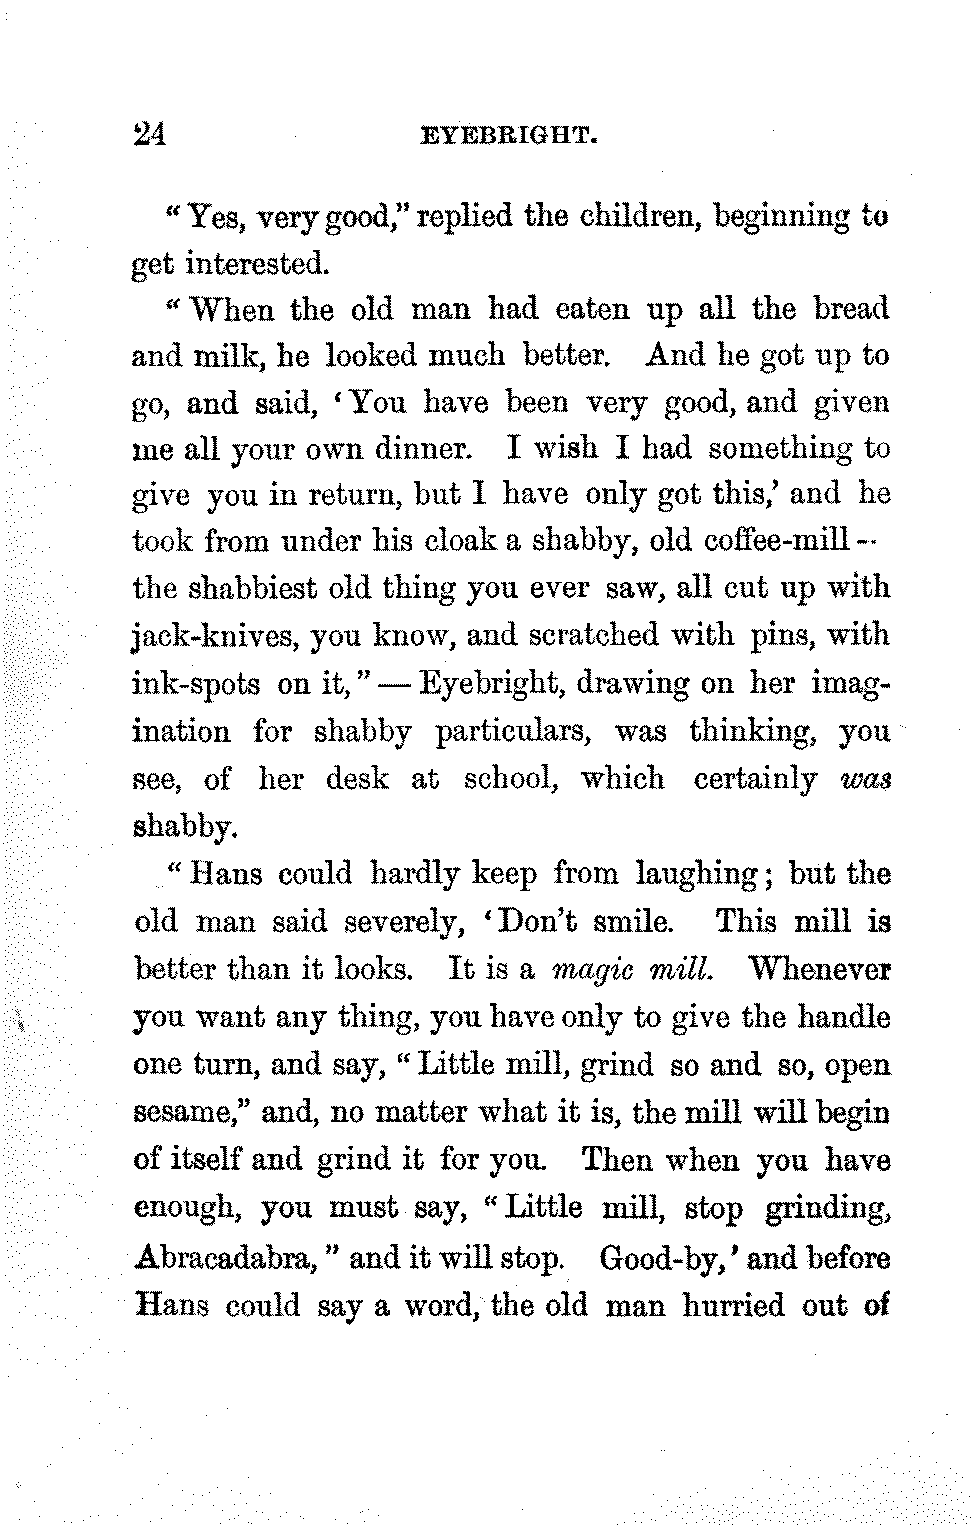 24 EYEBRIGHT.
"Yes, very good," replied the children, beginning to
get interested.
"When the old man had eaten up all the bread
and milk, he looked much better. And he got up to
go, and said, 'You have been very good, and given
me all your own dinner. I wish I had something to
give you in return, but I have only got this,' and he
took from under his cloak a shabby, old coffee-mill—
the shabbiest old thing you ever saw, all cut up with
jack-knives, you know, and scratched with pins, with
ink-spots on it,"—Eyebright, drawing on her imag-
ination for shabby particulars, was thinking, you
see, of her desk at school, which certainly was
shabby.
"Hans could hardly keep from laughing; but the
old man said severely, 'Don't smile. This mill is
better than it looks. It is a magic mill. Whenever
you want any thing, you have only to give the handle
one turn, and say, "Little mill, grind so and so, open
sesame," and, no matter what it is, the mill will begin
of itself and grind it for you. Then when you have
enough, you must say, "Little mill, stop grinding,
Abracadabra," and it will stop. Good-by,' and before
Hans could say a word, the old man hurried out of